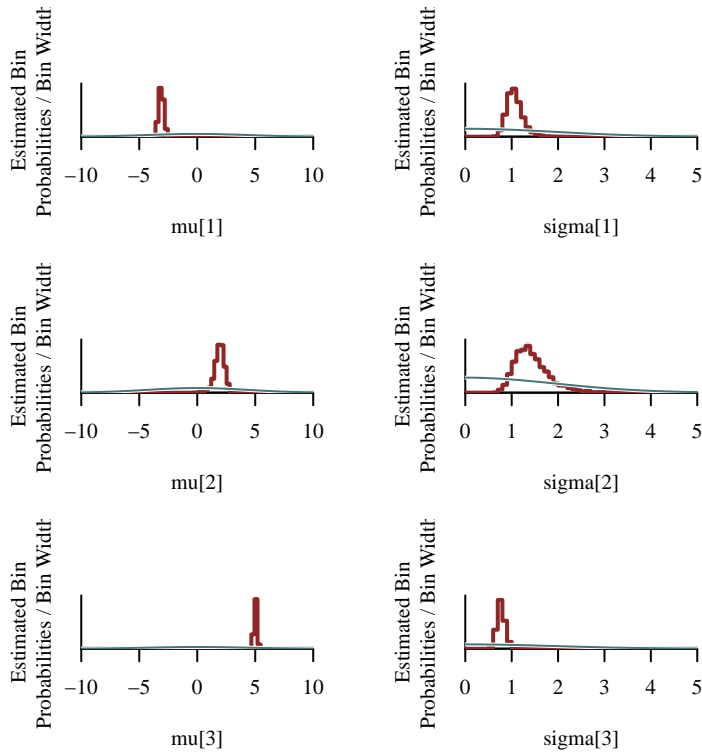 Estimated Bin
Probabilities / Bin Width
−10 −5 0 5 10
mu[1]
Estimated Bin
Probabilities / Bin Width
0 1 2 3 4 5
sigma[1]
Estimated Bin
Probabilities / Bin Width
−10 −5 0 5 10
mu[2]
Estimated Bin
Probabilities / Bin Width
0 1 2 3 4 5
sigma[2]
Estimated Bin
Probabilities / Bin Width
−10 −5 0 5 10
mu[3]
Estimated Bin
Probabilities / Bin Width
0 1 2 3 4 5
sigma[3]